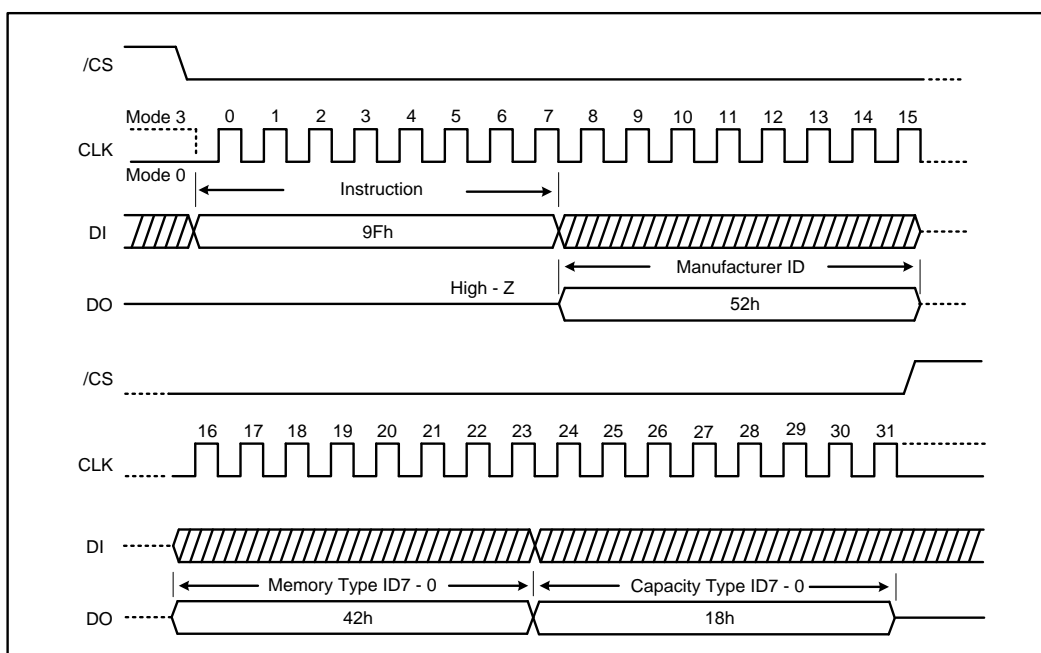 /CS
Mode 3 0 1 2 3 4 5 6 7 8 9 10 11 12 13 14 15
CLK
Mode 0
Instruction
DI 9Fh
Manufacturer ID
High - Z
DO 52h
/CS
16 17 18 19 20 21 22 23 24 25 26 27 28 29 30 31
CLK
DI
Memory Type ID7 - 0 Capacity Type ID7 - 0
DO 42h 18h